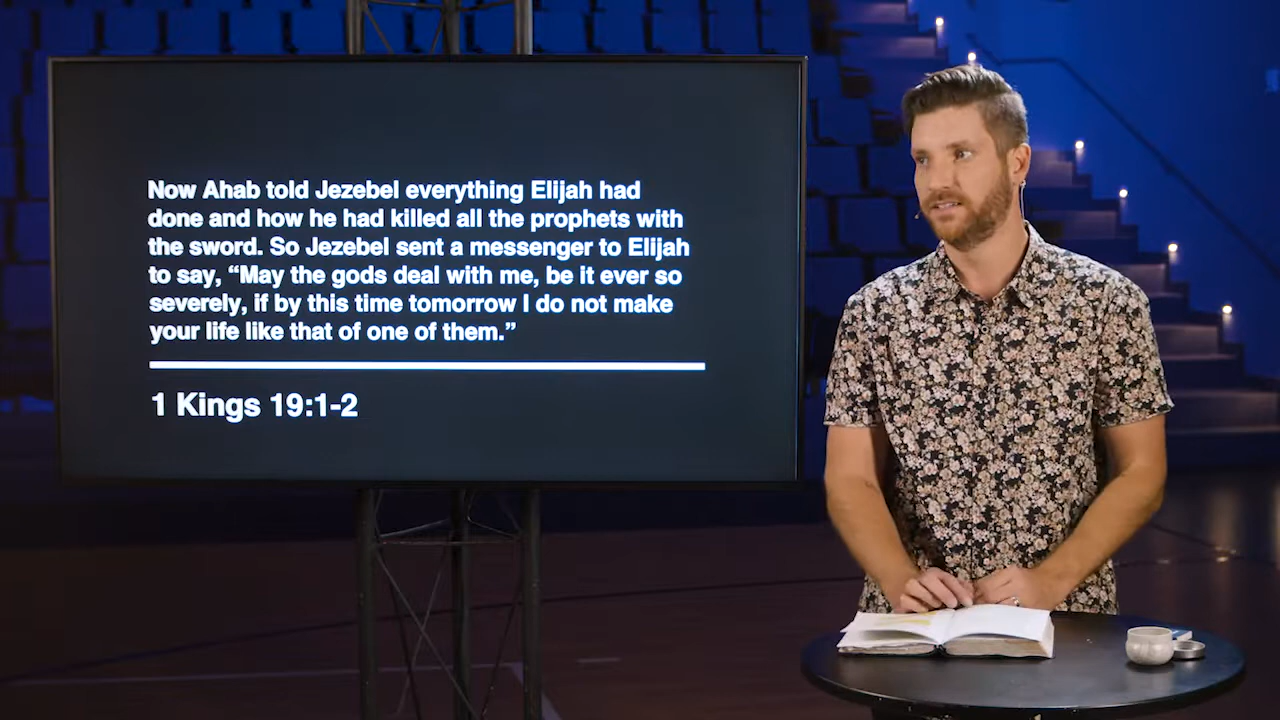 Now Ahab told Jezebel everything Elijah had
done and how he had killed all the prophets with
the sword. So Jezebel sent a messenger to Elijah
to say, “May the gods deal with me, be it ever so
severely, if by this time tomorrow I do not make
your life like that of one of them.”
1 Kings 19:1-2